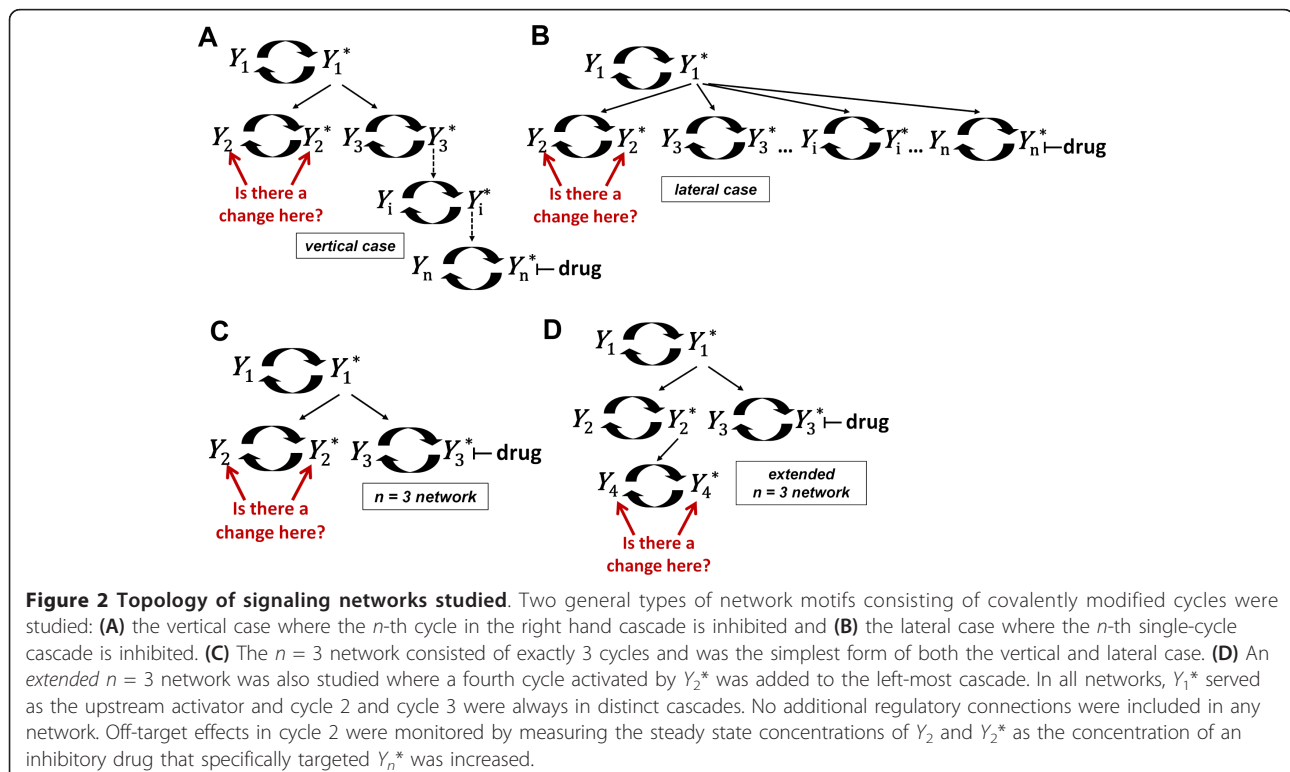 A
Y₁ Y₁*
Y₂ Y₂* Y₃ Y₃*
Is there a
change here?
Yᵢ Yᵢ*
vertical case
Yₙ Yₙ* drug
B
Y₁ Y₁*
Y₂ Y₂* Y₃ Y₃* ... Yᵢ Yᵢ* ... Yₙ Yₙ* drug
Is there a
change here?
lateral case
C
Y₁ Y₁*
Y₂ Y₂* Y₃ Y₃* drug
n = 3 network
Is there a
change here?
D
Y₁ Y₁*
Y₂ Y₂* Y₃ Y₃* drug
Y₄ Y₄*
extended
n = 3 network
Is there a
change here?
Figure 2 Topology of signaling networks studied. Two general types of network motifs consisting of covalently modified cycles were
studied: (A) the vertical case where the n-th cycle in the right hand cascade is inhibited and (B) the lateral case where the n-th single-cycle
cascade is inhibited. (C) The n = 3 network consisted of exactly 3 cycles and was the simplest form of both the vertical and lateral case. (D) An
extended n = 3 network was also studied where a fourth cycle activated by Y₂* was added to the left-most cascade. In all networks, Y₁* served
as the upstream activator and cycle 2 and cycle 3 were always in distinct cascades. No additional regulatory connections were included in any
network. Off-target effects in cycle 2 were monitored by measuring the steady state concentrations of Y₂ and Y₂* as the concentration of an
inhibitory drug that specifically targeted Yₙ* was increased.